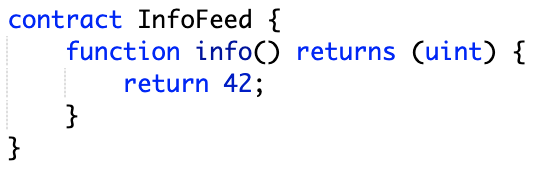 contract InfoFeed {
    function info() returns (uint) {
        return 42;
    }
}